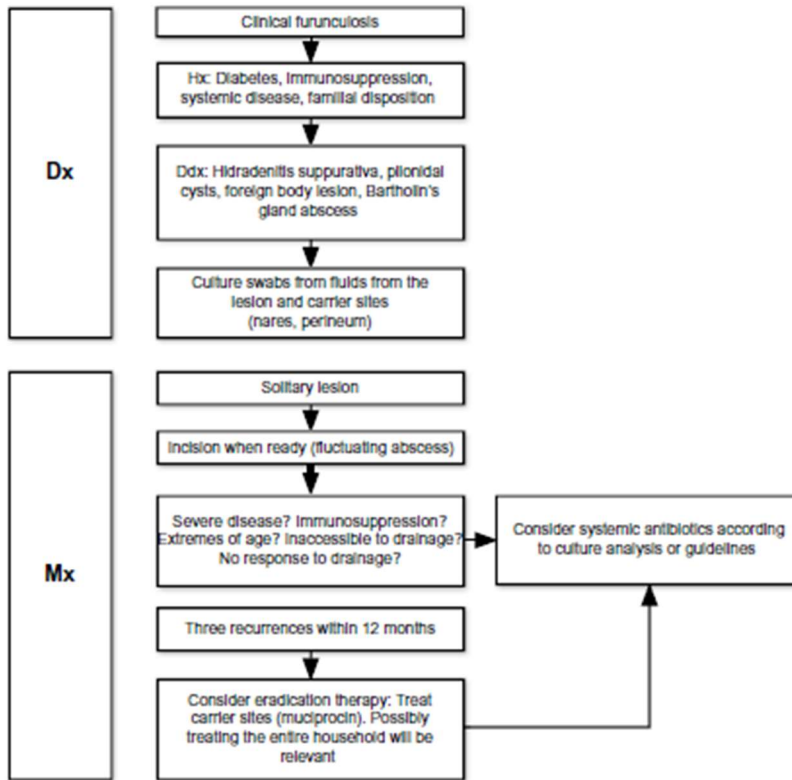 Clinical furunculosis
Hx: Diabetes, immunosuppression,
systemic disease, familial disposition
Dx
Ddx: Hidradenitis suppurativa, pilonidal
cysts, foreign body lesion, Bartholin's
gland abscess
Culture swabs from fluids from the
lesion and carrier sites
(nares, perineum)
Solitary lesion
Incision when ready (fluctuating abscess)
Severe disease? Immunosuppression?
Extremes of age? Inaccessible to drainage?
No response to drainage?
Consider systemic antibiotics according
to culture analysis or guidelines
Mx
Three recurrences within 12 months
Consider eradication therapy: Treat
carrier sites (muciprocin). Possibly
treating the entire household will be
relevant